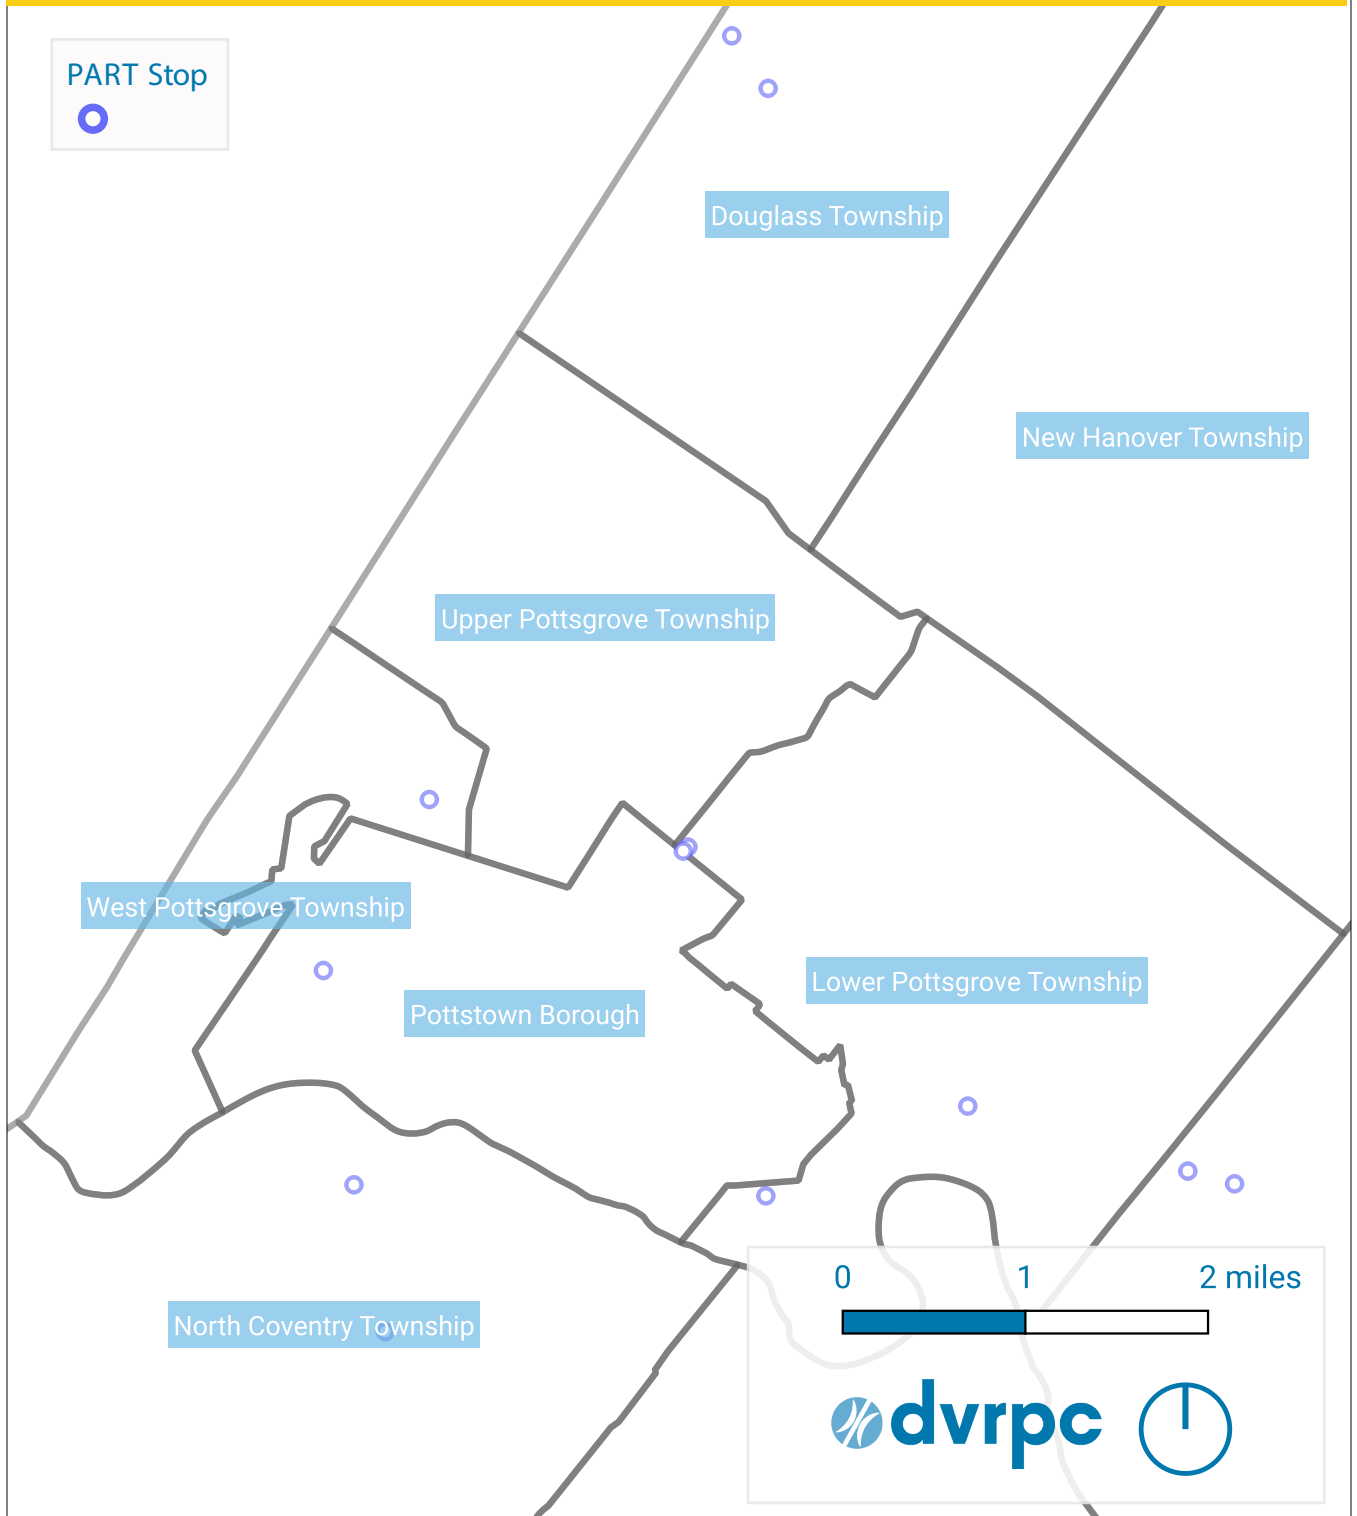 PART Stop
Douglass Township
New Hanover Township
Upper Pottsgrove Township
West Pottsgrove Township
Lower Pottsgrove Township
Pottstown Borough
North Coventry Township
0 1 2 miles
dvrpc